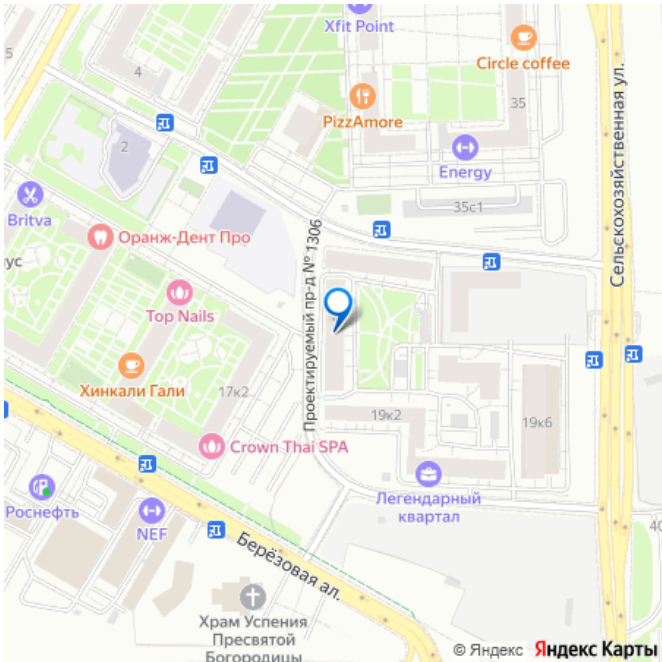 Xfit Point
Circle coffee
4
35
PizzAmore
2
Energy
Сельскохозяйственная ул.
Britva
35с1
Оранж-Дент Про
ус
Проектируемый пр-д № 1306
Top Nails
Хинкали Гали
17к2
19к2
19к6
Crown Thai SPA
Легендарный
квартал
Роснефть
NEF
40
Берёзовая ал.
Храм Успения
Пресвятой
Богородицы
© Яндекс Яндекс Карты